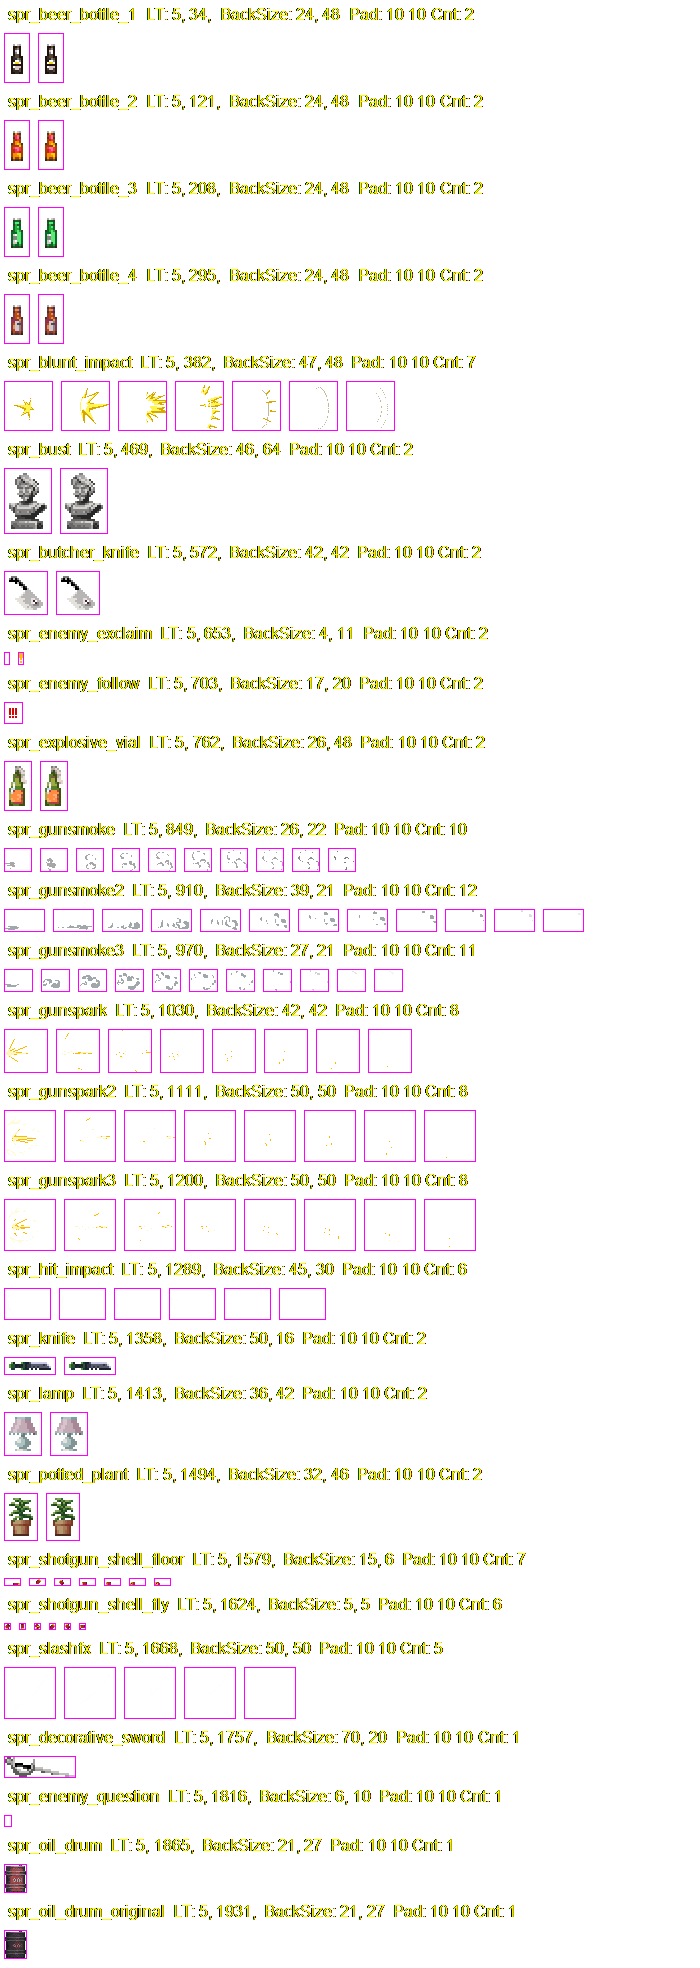 spr_beer_bottle_1 LT: 5, 34, BackSize: 24, 48 Pad: 10 10 Cnt: 2
spr_beer_bottle_2 LT: 5, 121, BackSize: 24, 48 Pad: 10 10 Cnt: 2
spr_beer_bottle_3 LT: 5, 208, BackSize: 24, 48 Pad: 10 10 Cnt: 2
spr_beer_bottle_4 LT: 5, 295, BackSize: 24, 48 Pad: 10 10 Cnt: 2
spr_blunt_impact LT: 5, 382, BackSize: 47, 48 Pad: 10 10 Cnt: 7
spr_bust LT: 5, 469, BackSize: 46, 64 Pad: 10 10 Cnt: 2
spr_butcher_knife LT: 5, 572, BackSize: 42, 42 Pad: 10 10 Cnt: 2
spr_enemy_exclaim LT: 5, 653, BackSize: 4, 11 Pad: 10 10 Cnt: 2
spr_enemy_follow LT: 5, 703, BackSize: 17, 20 Pad: 10 10 Cnt: 2
!!!
spr_explosive_vial LT: 5, 762, BackSize: 26, 48 Pad: 10 10 Cnt: 2
spr_gunsmoke LT: 5, 849, BackSize: 26, 22 Pad: 10 10 Cnt: 10
spr_gunsmoke2 LT: 5, 910, BackSize: 39, 21 Pad: 10 10 Cnt: 12
spr_gunsmoke3 LT: 5, 970, BackSize: 27, 21 Pad: 10 10 Cnt: 11
spr_gunspark LT: 5, 1030, BackSize: 42, 42 Pad: 10 10 Cnt: 8
spr_gunspark2 LT: 5, 1111, BackSize: 50, 50 Pad: 10 10 Cnt: 8
spr_gunspark3 LT: 5, 1200, BackSize: 50, 50 Pad: 10 10 Cnt: 8
spr_hit_impact LT: 5, 1289, BackSize: 45, 30 Pad: 10 10 Cnt: 6
spr_knife LT: 5, 1358, BackSize: 50, 16 Pad: 10 10 Cnt: 2
spr_lamp LT: 5, 1413, BackSize: 36, 42 Pad: 10 10 Cnt: 2
spr_potted_plant LT: 5, 1494, BackSize: 32, 46 Pad: 10 10 Cnt: 2
spr_shotgun_shell_floor LT: 5, 1579, BackSize: 15, 6 Pad: 10 10 Cnt: 7
spr_shotgun_shell_fly LT: 5, 1624, BackSize: 5, 5 Pad: 10 10 Cnt: 6
spr_slashfx LT: 5, 1668, BackSize: 50, 50 Pad: 10 10 Cnt: 5
spr_decorative_sword LT: 5, 1757, BackSize: 70, 20 Pad: 10 10 Cnt: 1
spr_enemy_question LT: 5, 1816, BackSize: 6, 10 Pad: 10 10 Cnt: 1
spr_oil_drum LT: 5, 1865, BackSize: 21, 27 Pad: 10 10 Cnt: 1
spr_oil_drum_original LT: 5, 1931, BackSize: 21, 27 Pad: 10 10 Cnt: 1